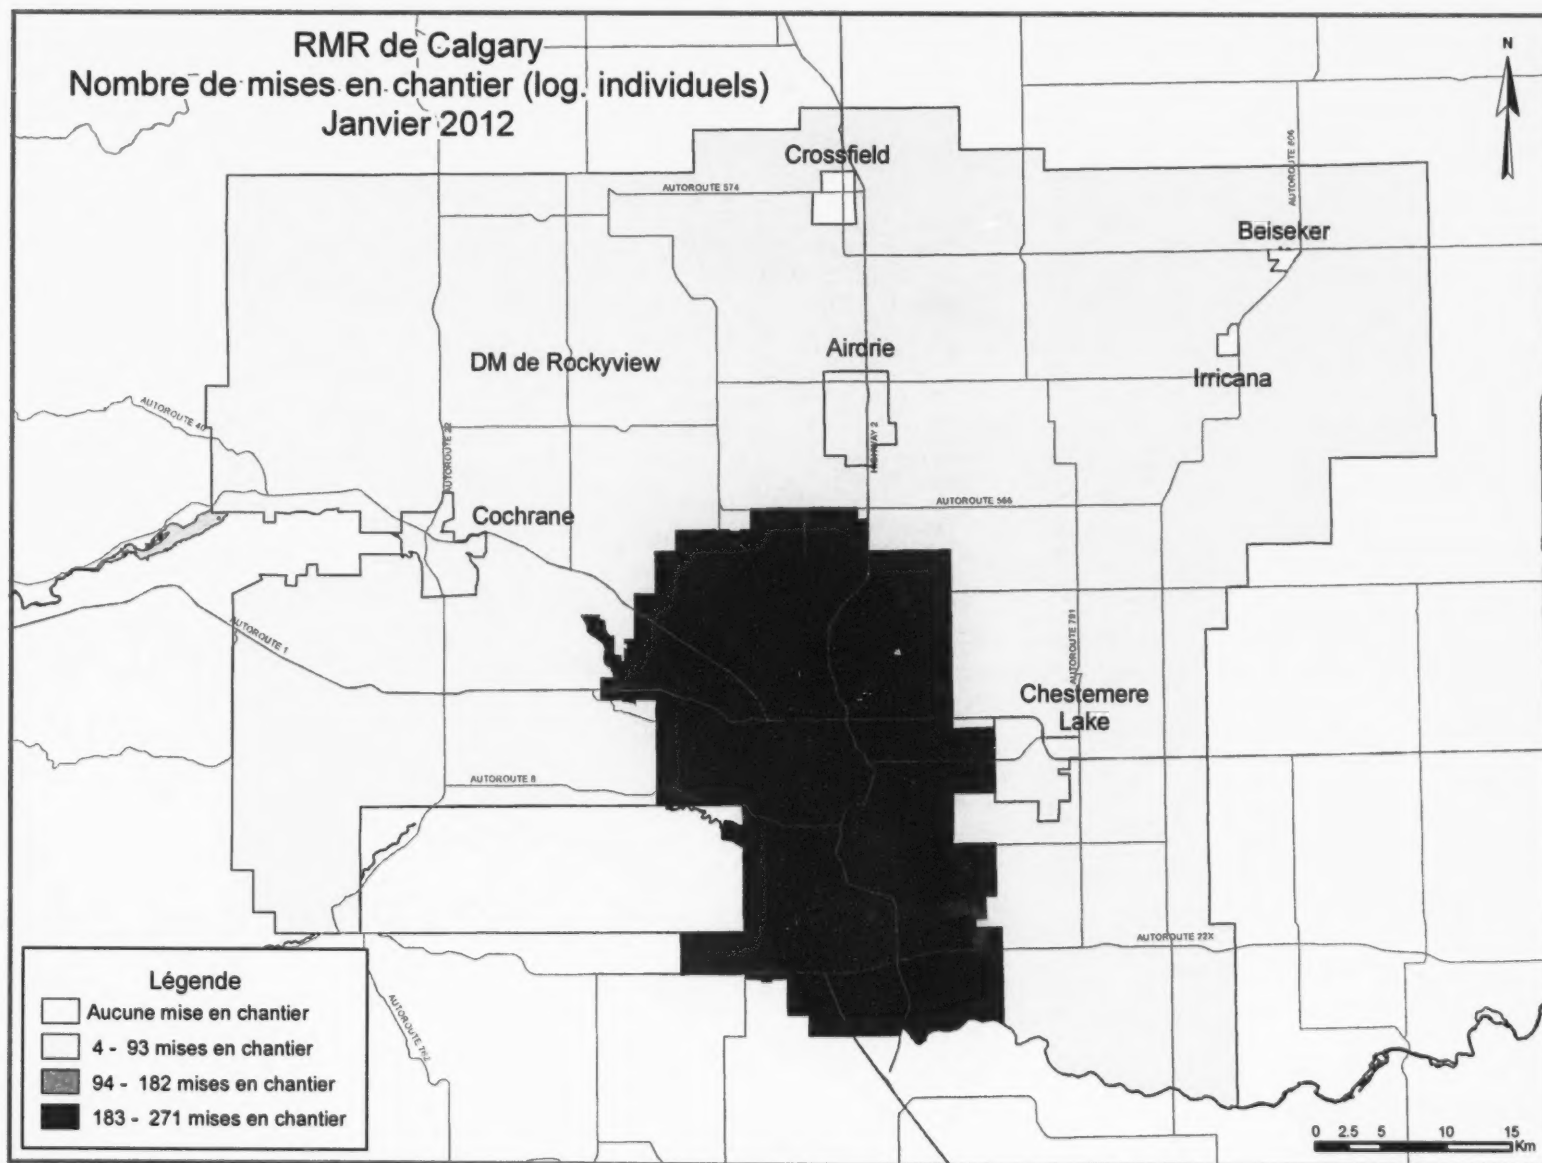 RMR de Calgary
Nombre de mises en chantier (log. individuels)
Janvier 2012
N
Crossfield
AUTOROUTE 574
AUTOROUTE 806
Beiseker
DM de Rockyview
Airdrie
Irricana
AUTOROUTE 40
AUTOROUTE 22
HIGHWAY 2
AUTOROUTE 566
Cochrane
AUTOROUTE 1
AUTOROUTE 791
Chestemere
Lake
AUTOROUTE 8
AUTOROUTE 22X
AUTOROUTE 762
Légende
Aucune mise en chantier
4 - 93 mises en chantier
94 - 182 mises en chantier
183 - 271 mises en chantier
0 2.5 5 10 15
Km